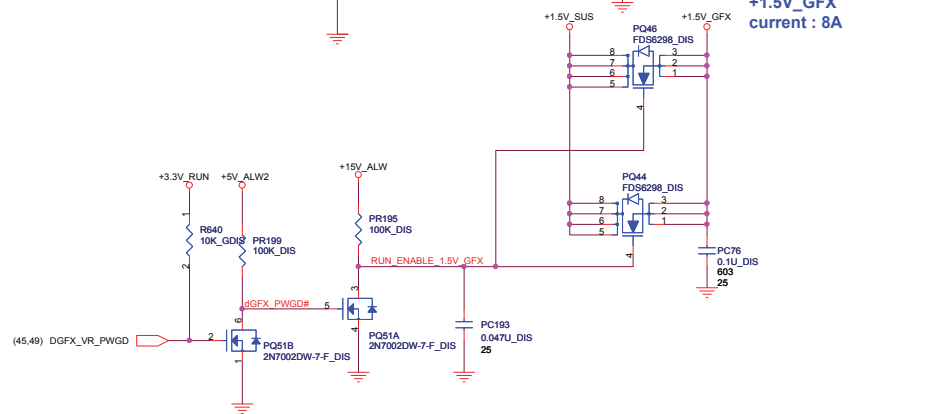 +1.5V_GFX
current : 8A
+1.5V_SUS
+1.5V_GFX
PQ46
FDS6298_DIS
8
7
6
5
3
2
1
4
+15V_ALW
+3.3V_RUN
+5V_ALW2
PQ44
FDS6298_DIS
8
7
6
5
3
2
1
4
1
R640
10K_GDIS
2
PR199
100K_DIS
PR195
100K_DIS
PC76
0.1U_DIS
603
25
RUN_ENABLE_1.5V_GFX
dGFX_PWGD#
5
3
4
PQ51A
2N7002DW-7-F_DIS
6
2
1
PQ51B
2N7002DW-7-F_DIS
(45,49) DGFX_VR_PWGD
PC193
0.047U_DIS
25